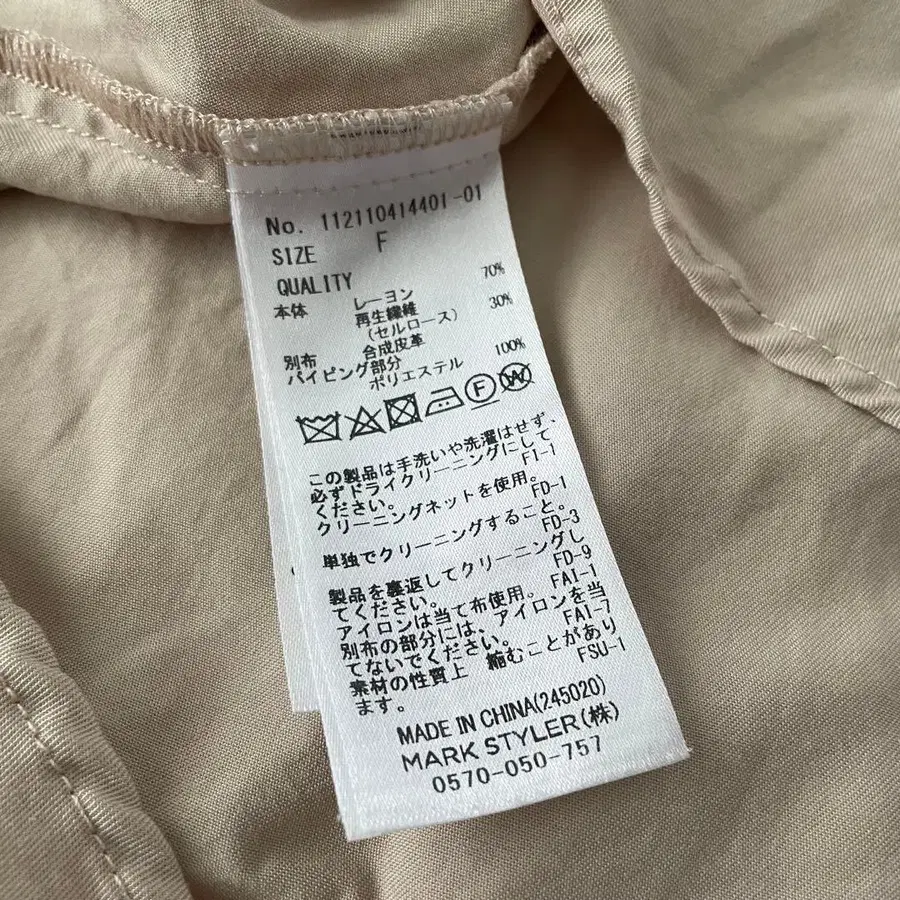 No. 112110414401-01
SIZE F
QUALITY
本体 レーヨン 70%
再生繊維 30%
(セルロース)
別布 合成皮革
パイピング部分
ポリエステル 100%
F W
この製品は手洗いや洗濯はせず、
必ずドライクリーニングにして
ください。 F1-1
クリーニングネットを使用。
FD-1
単独でクリーニングすること。
FD-3
製品を裏返してクリーニングし
てください。 FD-9
アイロンは当て布使用。 FAI-1
別布の部分には、アイロンを当
てないでください。 FAI-7
素材の性質上 縮むことがあり
ます。 FSU-1
MADE IN CHINA(245020)
MARK STYLER(株)
0570-050-757